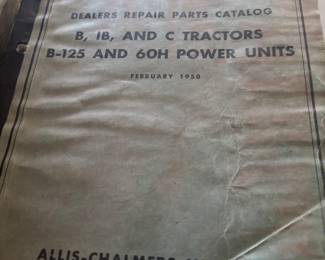 DEALERS REPAIR PARTS CATALOG
B, IB, AND C TRACTORS
B-125 AND 60H POWER UNITS
FEBRUARY 1950
ALLIS-CHALMERS